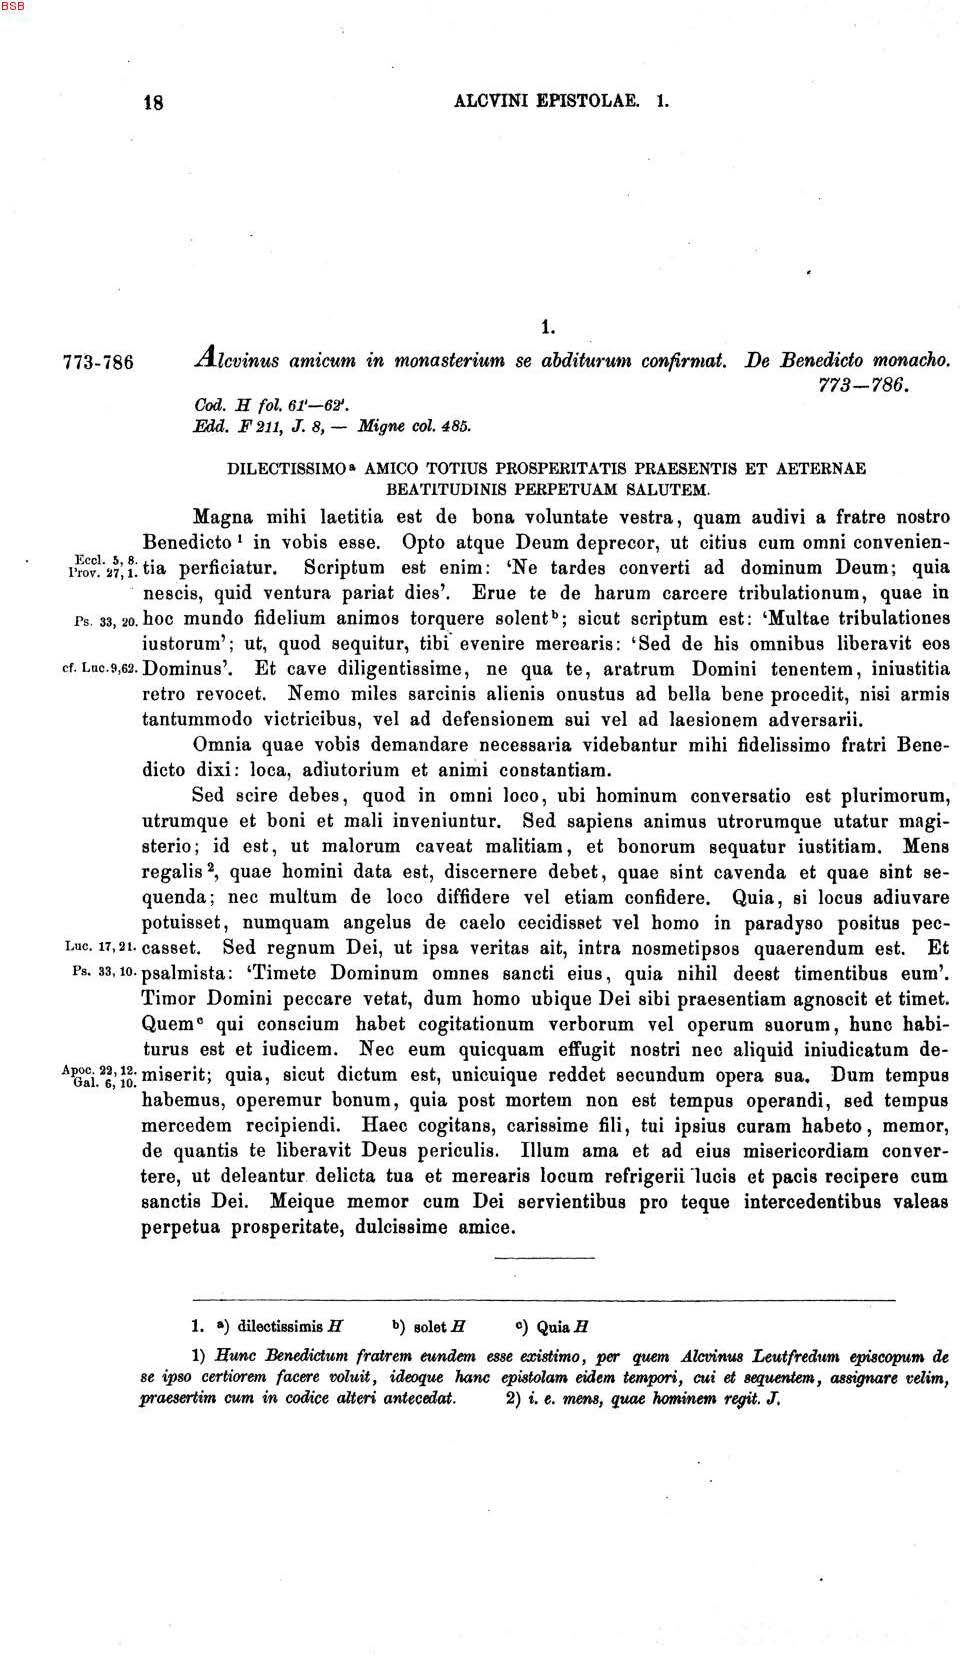 BSB
18 ALCVINI EPISTOLAE. 1.
1.
773-786 Alcvinus amicum in monasterium se abditurum confirmat. De Benedicto monacho.
773—786.
Cod. H fol. 61'—62'.
Edd. F 211, J. 8, — Migne col. 485.
DILECTISSIMOᵃ AMICO TOTIUS PROSPERITATIS PRAESENTIS ET AETERNAE
BEATITUDINIS PERPETUAM SALUTEM.
Magna mihi laetitia est de bona voluntate vestra, quam audivi a fratre nostro
Benedicto¹ in vobis esse. Opto atque Deum deprecor, ut citius cum omni convenien-
Eccl. 5, 8.
Prov. 27, 1. tia perficiatur. Scriptum est enim: ‘Ne tardes converti ad dominum Deum; quia
nescis, quid ventura pariat dies’. Erue te de harum carcere tribulationum, quae in
Ps. 33, 20. hoc mundo fidelium animos torquere solentᵇ; sicut scriptum est: ‘Multae tribulationes
iustorum’; ut, quod sequitur, tibi evenire merearis: ‘Sed de his omnibus liberavit eos
cf. Luc. 9, 62. Dominus’. Et cave diligentissime, ne qua te, aratrum Domini tenentem, iniustitia
retro revocet. Nemo miles sarcinis alienis onustus ad bella bene procedit, nisi armis
tantummodo victricibus, vel ad defensionem sui vel ad laesionem adversarii.
Omnia quae vobis demandare necessaria videbantur mihi fidelissimo fratri Bene-
dicto dixi: loca, adiutorium et animi constantiam.
Sed scire debes, quod in omni loco, ubi hominum conversatio est plurimorum,
utrumque et boni et mali inveniuntur. Sed sapiens animus utrorumque utatur magi-
sterio; id est, ut malorum caveat malitiam, et bonorum sequatur iustitiam. Mens
regalis², quae homini data est, discernere debet, quae sint cavenda et quae sint se-
quenda; nec multum de loco diffidere vel etiam confidere. Quia, si locus adiuvare
potuisset, numquam angelus de caelo cecidisset vel homo in paradyso positus pec-
Luc. 17, 21. casset. Sed regnum Dei, ut ipsa veritas ait, intra nosmetipsos quaerendum est. Et
Ps. 33, 10. psalmista: ‘Timete Dominum omnes sancti eius, quia nihil deest timentibus eum’.
Timor Domini peccare vetat, dum homo ubique Dei sibi praesentiam agnoscit et timet.
Quemᶜ qui conscium habet cogitationum verborum vel operum suorum, hunc habi-
turus est et iudicem. Nec eum quicquam effugit nostri nec aliquid iniudicatum de-
Apoc. 22, 12.
Gal. 6, 10. miserit; quia, sicut dictum est, unicuique reddet secundum opera sua. Dum tempus
habemus, operemur bonum, quia post mortem non est tempus operandi, sed tempus
mercedem recipiendi. Haec cogitans, carissime fili, tui ipsius curam habeto, memor,
de quantis te liberavit Deus periculis. Illum ama et ad eius misericordiam conver-
tere, ut deleantur delicta tua et merearis locum refrigerii lucis et pacis recipere cum
sanctis Dei. Meique memor cum Dei servientibus pro teque intercedentibus valeas
perpetua prosperitate, dulcissime amice.
1. ᵃ) dilectissimis H ᵇ) solet H ᶜ) Quia H
1) Hunc Benedictum fratrem eundem esse existimo, per quem Alcvinus Leutfredum episcopum de
se ipso certiorem facere voluit, ideoque hanc epistolam eidem tempori, cui et sequentem, assignare velim,
praesertim cum in codice alteri antecedat. 2) i. e. mens, quae hominem regit. J.